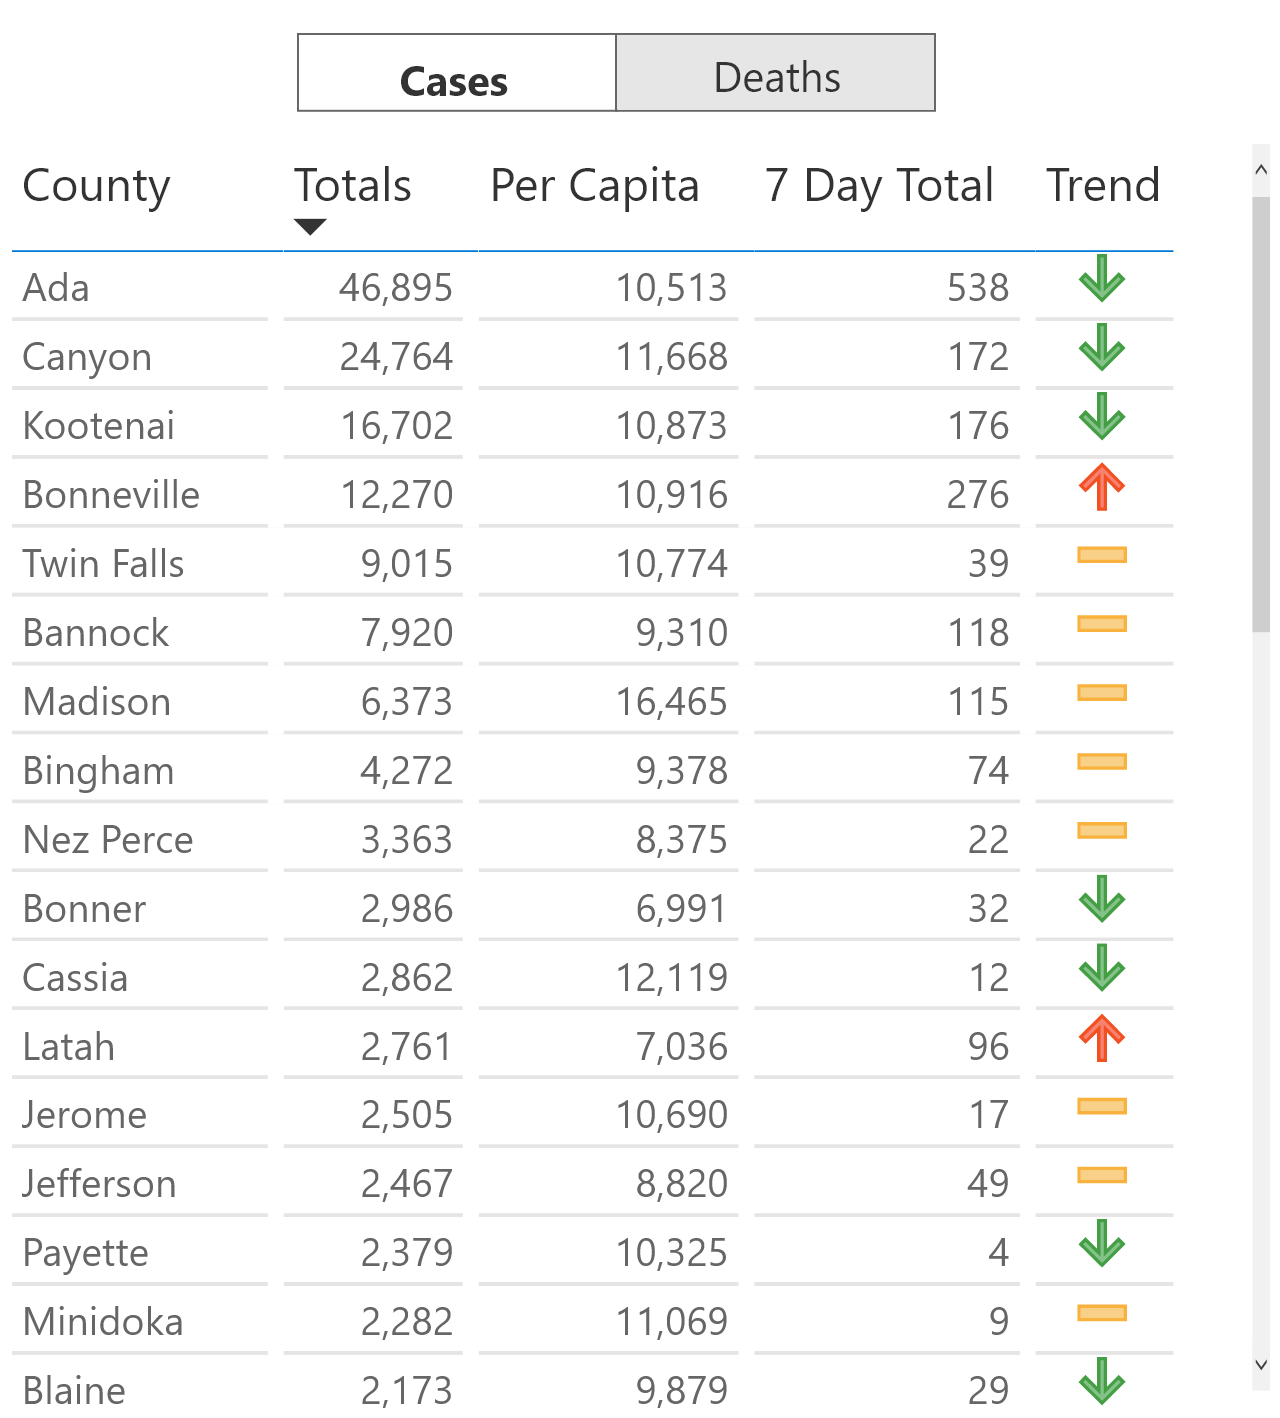 Cases Deaths
County Totals Per Capita 7 Day Total Trend
Ada 46,895 10,513 538
Canyon 24,764 11,668 172
Kootenai 16,702 10,873 176
Bonneville 12,270 10,916 276
Twin Falls 9,015 10,774 39
Bannock 7,920 9,310 118
Madison 6,373 16,465 115
Bingham 4,272 9,378 74
Nez Perce 3,363 8,375 22
Bonner 2,986 6,991 32
Cassia 2,862 12,119 12
Latah 2,761 7,036 96
Jerome 2,505 10,690 17
Jefferson 2,467 8,820 49
Payette 2,379 10,325 4
Minidoka 2,282 11,069 9
Blaine 2,173 9,879 29